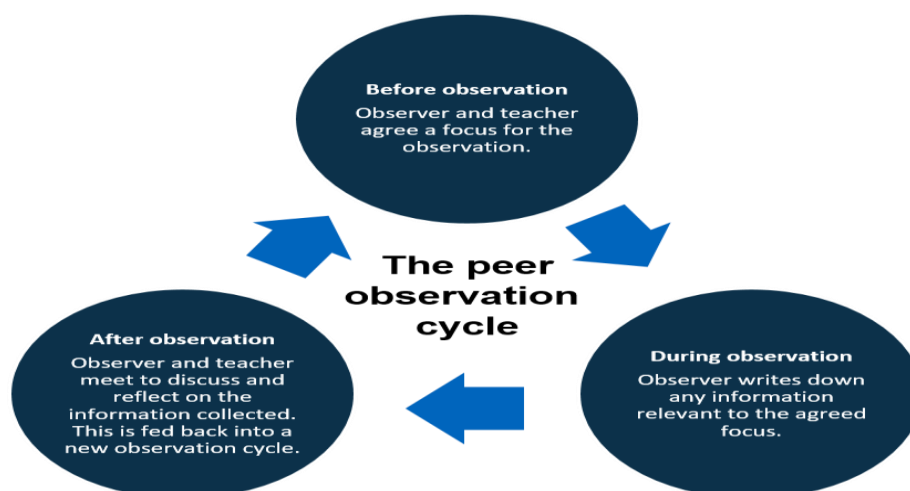 Before observation
Observer and teacher
agree a focus for the
observation.
The peer
observation
cycle
During observation
Observer writes down
any information
relevant to the agreed
focus.
After observation
Observer and teacher
meet to discuss and
reflect on the
information collected.
This is fed back into a
new observation cycle.